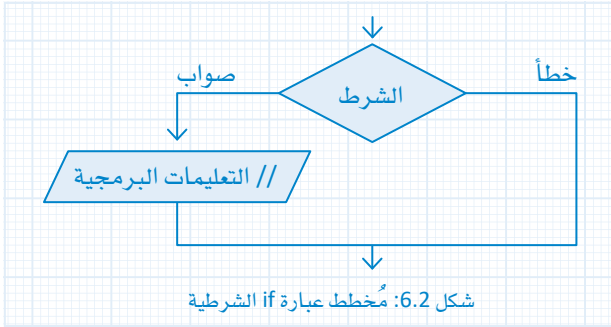 صواب
خطأ
الشرط
// التعليمات البرمجية
شكل 6.2: مُخطط عبارة if الشرطية